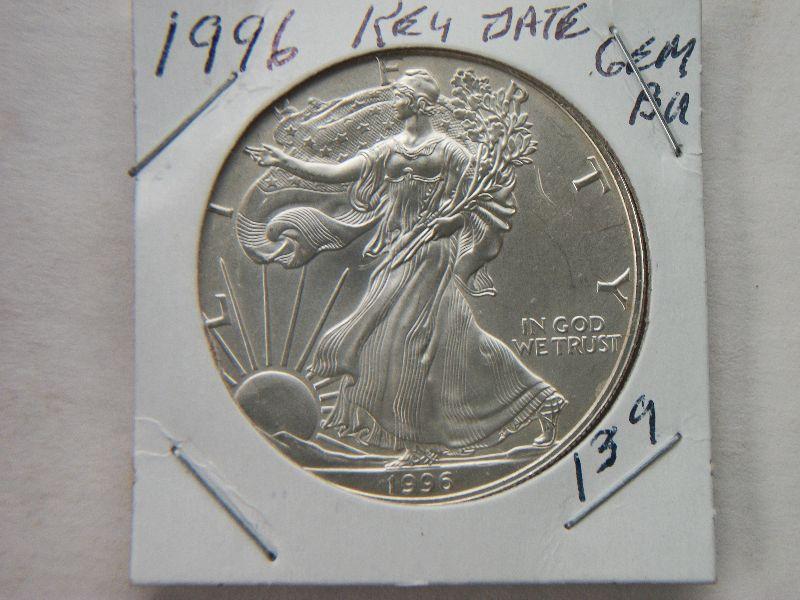 1996 KEY DATE
GEM
BU
LIBERTY
IN GOD
WE TRUST
139
1996